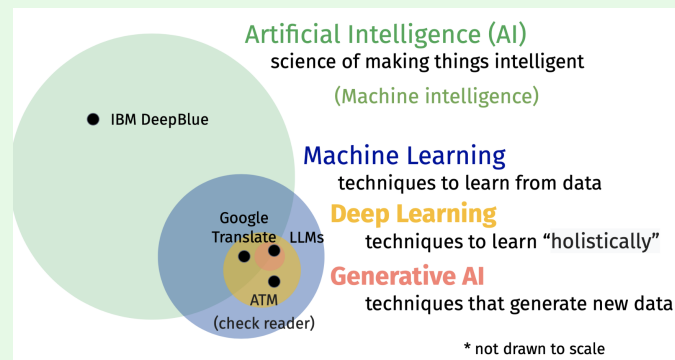 Artificial Intelligence (AI)
science of making things intelligent
(Machine intelligence)
IBM DeepBlue
Machine Learning
techniques to learn from data
Deep Learning
techniques to learn “holistically”
Generative AI
techniques that generate new data
Google
Translate
LLMs
ATM
(check reader)
* not drawn to scale